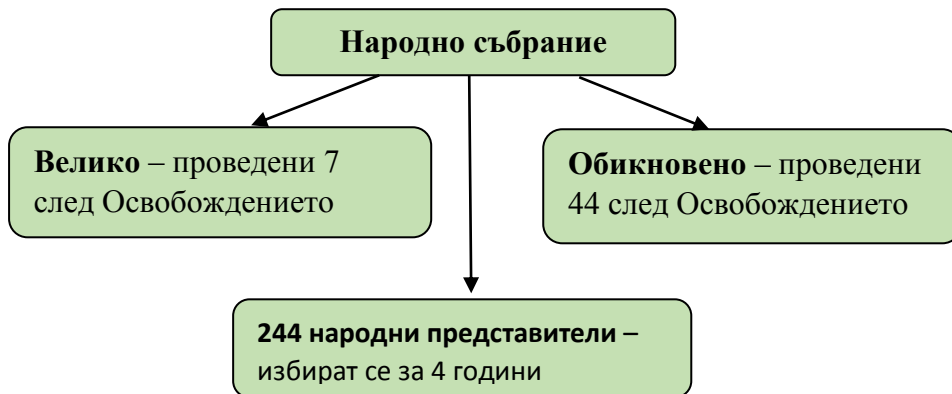 Народно събрание
Велико – проведени 7
след Освобождението
Обикновено – проведени
44 след Освобождението
244 народни представители –
избират се за 4 години